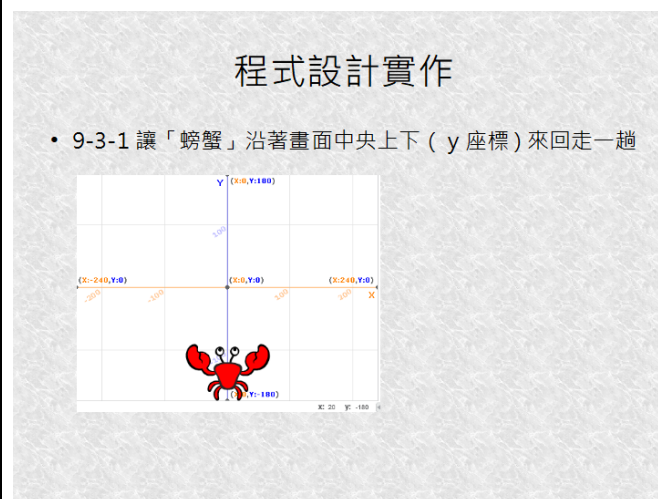 程式設計實作
• 9-3-1 讓「螃蟹」沿著畫面中央上下 ( y 座標 ) 來回走一趟
Y (X:0,Y:180)
100
(X:-240,Y:0) (X:0,Y:0) (X:240,Y:0)
-200 -100 100 200 X
Y:-180)
X: 20 y: -180